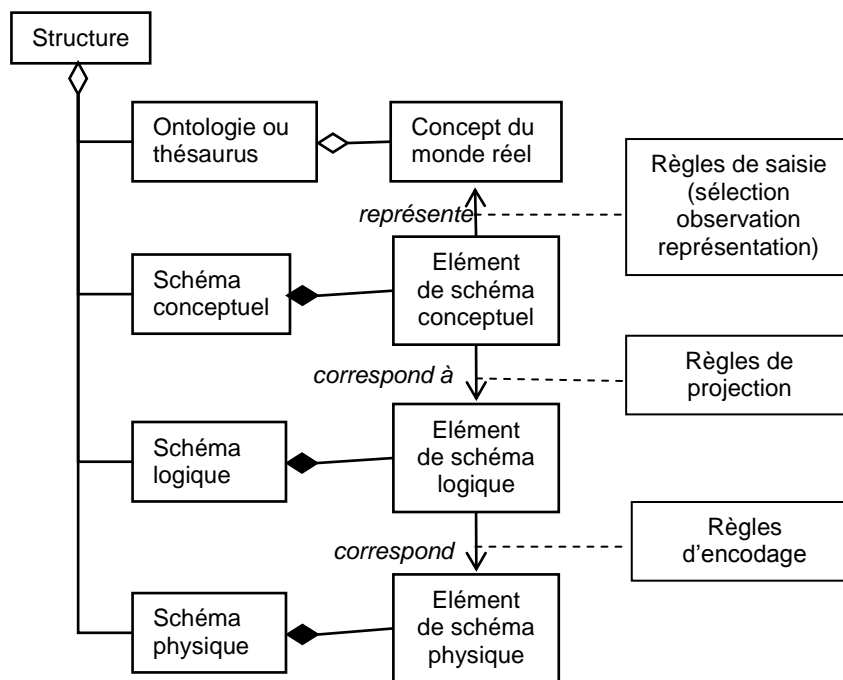 Structure
Ontologie ou
thésaurus
Concept du
monde réel
Règles de saisie
(sélection
observation
représentation)
représente
Schéma
conceptuel
Elément
de schéma
conceptuel
correspond à
Règles de
projection
Schéma
logique
Elément
de schéma
logique
correspond
Règles
d’encodage
Schéma
physique
Elément
de schéma
physique